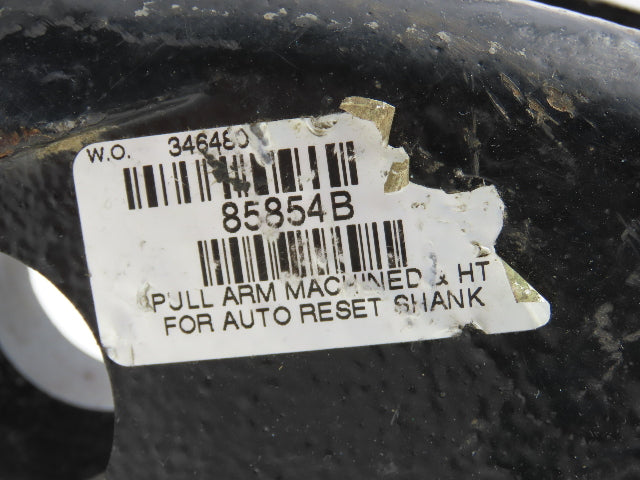 W.O. 346480
85854B
PULL ARM MACHINED & HT
FOR AUTO RESET SHANK